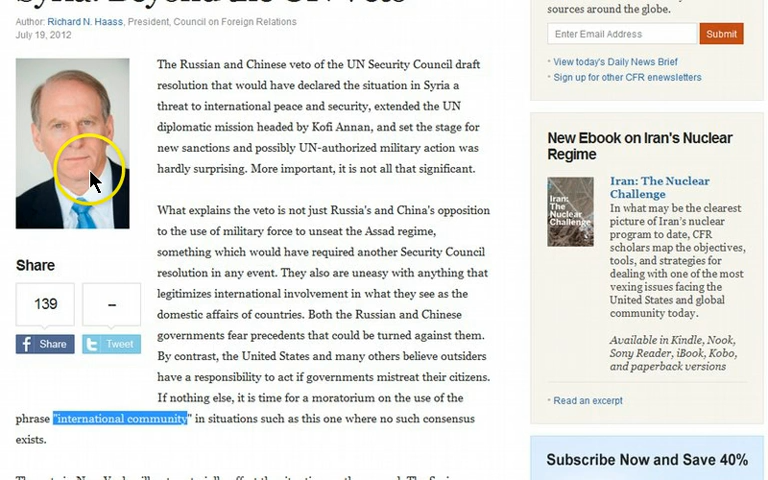 Syria: Beyond the UN Veto
Author: Richard N. Haass, President, Council on Foreign Relations
July 19, 2012
The Russian and Chinese veto of the UN Security Council draft
resolution that would have declared the situation in Syria a
threat to international peace and security, extended the UN
diplomatic mission headed by Kofi Annan, and set the stage for
new sanctions and possibly UN-authorized military action was
hardly surprising. More important, it is not all that significant.
What explains the veto is not just Russia's and China's opposition
to the use of military force to unseat the Assad regime,
something which would have required another Security Council
resolution in any event. They also are uneasy with anything that
legitimizes international involvement in what they see as the
domestic affairs of countries. Both the Russian and Chinese
governments fear precedents that could be turned against them.
By contrast, the United States and many others believe outsiders
have a responsibility to act if governments mistreat their citizens.
If nothing else, it is time for a moratorium on the use of the
phrase "international community" in situations such as this one where no such consensus
exists.
Share
139
–
Share
Tweet
sources around the globe.
Enter Email Address
Submit
View today's Daily News Brief
Sign up for other CFR enewsletters
New Ebook on Iran's Nuclear
Regime
Iran:
The Nuclear
Challenge
Iran: The Nuclear
Challenge
In what may be the clearest
picture of Iran's nuclear
program to date, CFR
scholars map the objectives,
tools, and strategies for
dealing with one of the most
vexing issues facing the
United States and global
community today.
Available in Kindle, Nook,
Sony Reader, iBook, Kobo,
and paperback versions
Read an excerpt
Subscribe Now and Save 40%